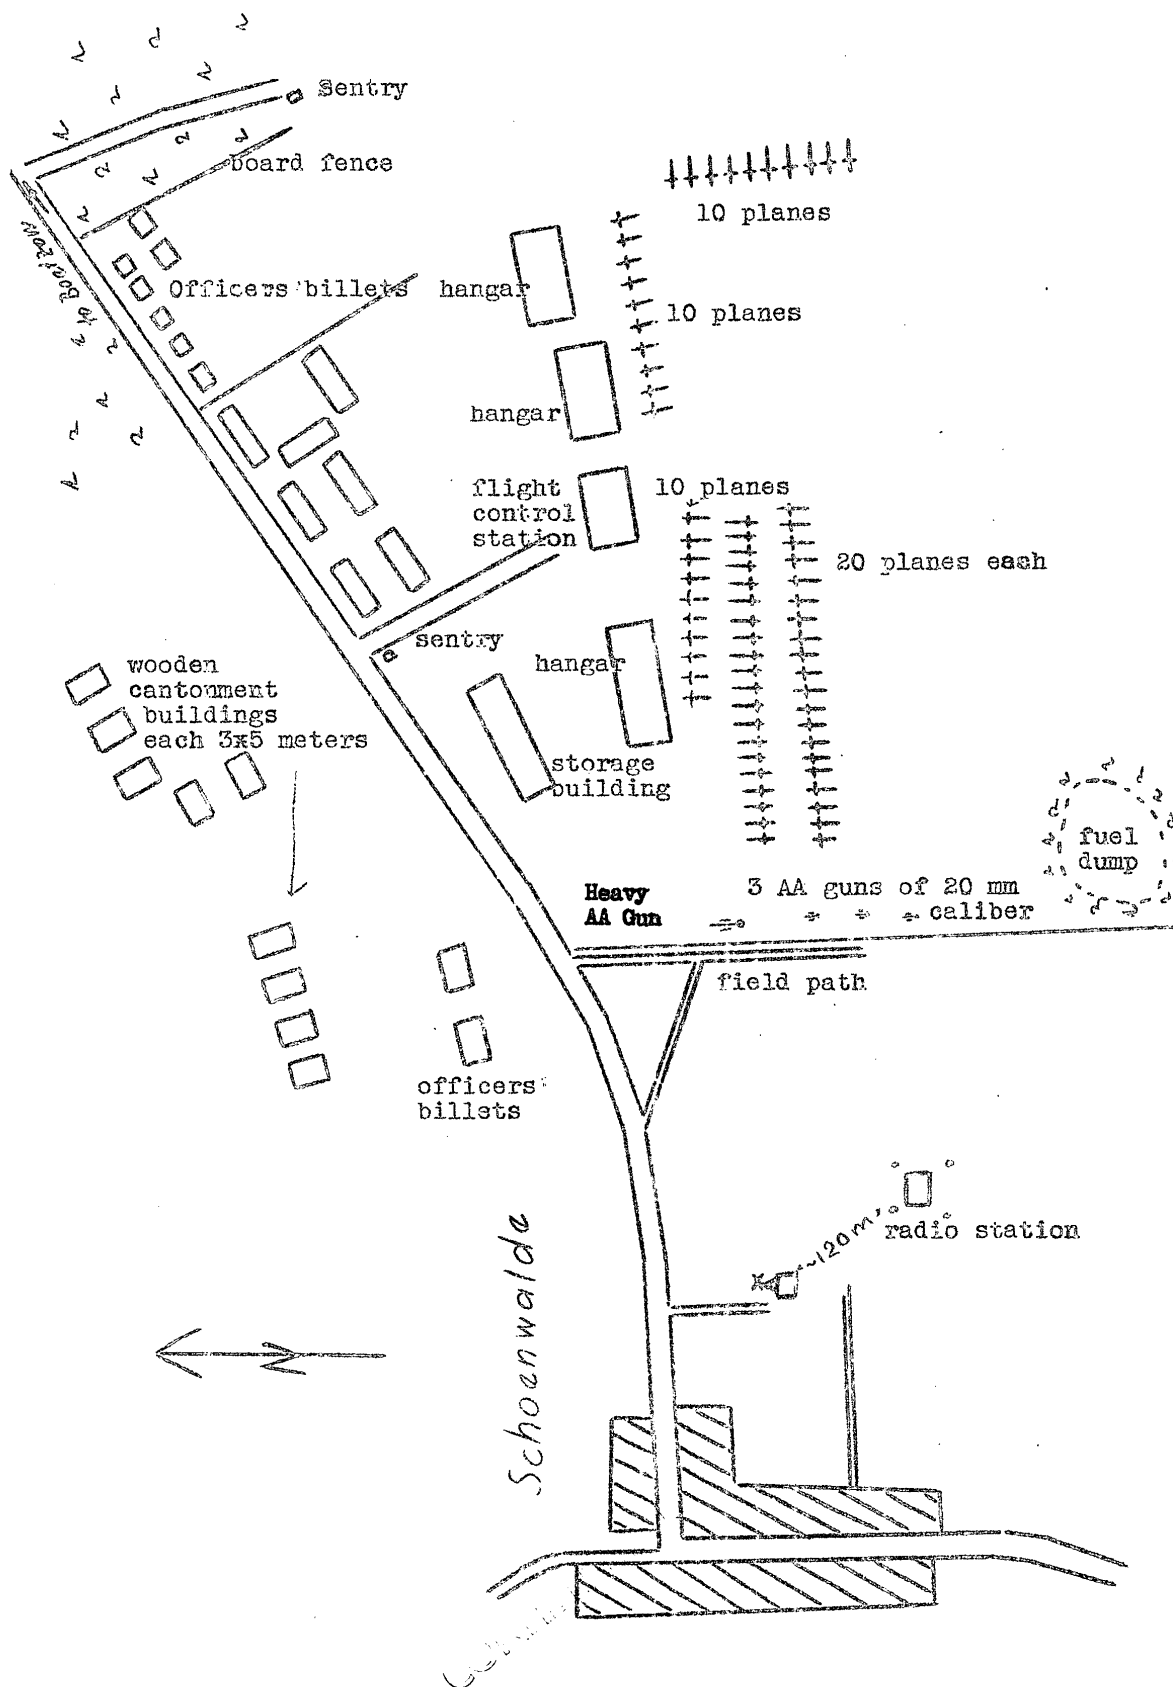 Sentry
board fence
10 planes
Officers' billets
hangar
10 planes
hangar
flight
control
station
10 planes
20 planes each
sentry
hangar
wooden
cantonment
buildings
each 3x5 meters
storage
building
fuel
dump
Heavy
AA Gun
3 AA guns of 20 mm
caliber
field path
officers'
billets
~120m
radio station
Schoenwalde